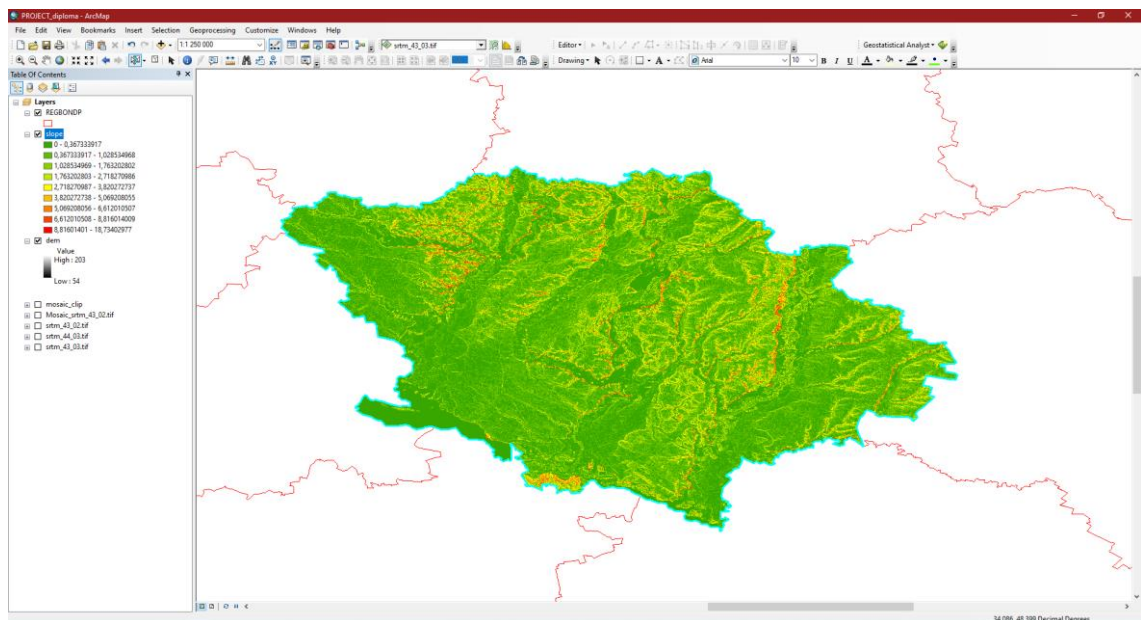 PROJECT_diploma - ArcMap
File Edit View Bookmarks Insert Selection Geoprocessing Customize Windows Help
1:1 250 000
srtm_43_03.tif
Editor
Geostatistical Analyst
Drawing
Arial
10
B I U A
Table Of Contents
Layers
REGBONDP
slope
0 - 0,367333917
0,367333917 - 1,028534968
1,028534969 - 1,763202802
1,763202803 - 2,718270986
2,718270987 - 3,820272737
3,820272738 - 5,069208055
5,069208056 - 6,612010507
6,612010508 - 8,816014009
8,81601401 - 18,73402977
dem
Value
High : 203
Low : 54
mosaic_clip
Mosaic_srtm_43_02.tif
srtm_43_02.tif
srtm_44_03.tif
srtm_43_03.tif
34,086 48,399 Decimal Degrees